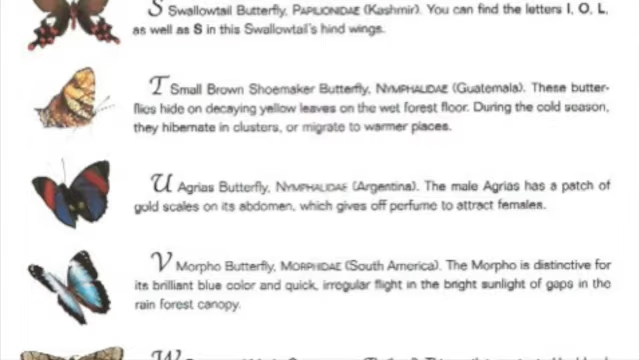 S Swallowtail Butterfly, PAPILIONIDAE (Kashmir). You can find the letters I, O, L,
as well as S in this Swallowtail's hind wings.
T Small Brown Shoemaker Butterfly, NYMPHALIDAE (Guatemala). These butter-
flies hide on decaying yellow leaves on the wet forest floor. During the cold season,
they hibernate in clusters, or migrate to warmer places.
U Agrias Butterfly, NYMPHALIDAE (Argentina). The male Agrias has a patch of
gold scales on its abdomen, which gives off perfume to attract females.
V Morpho Butterfly, MORPHIDAE (South America). The Morpho is distinctive for
its brilliant blue color and quick, irregular flight in the bright sunlight of gaps in the
rain forest canopy.
W